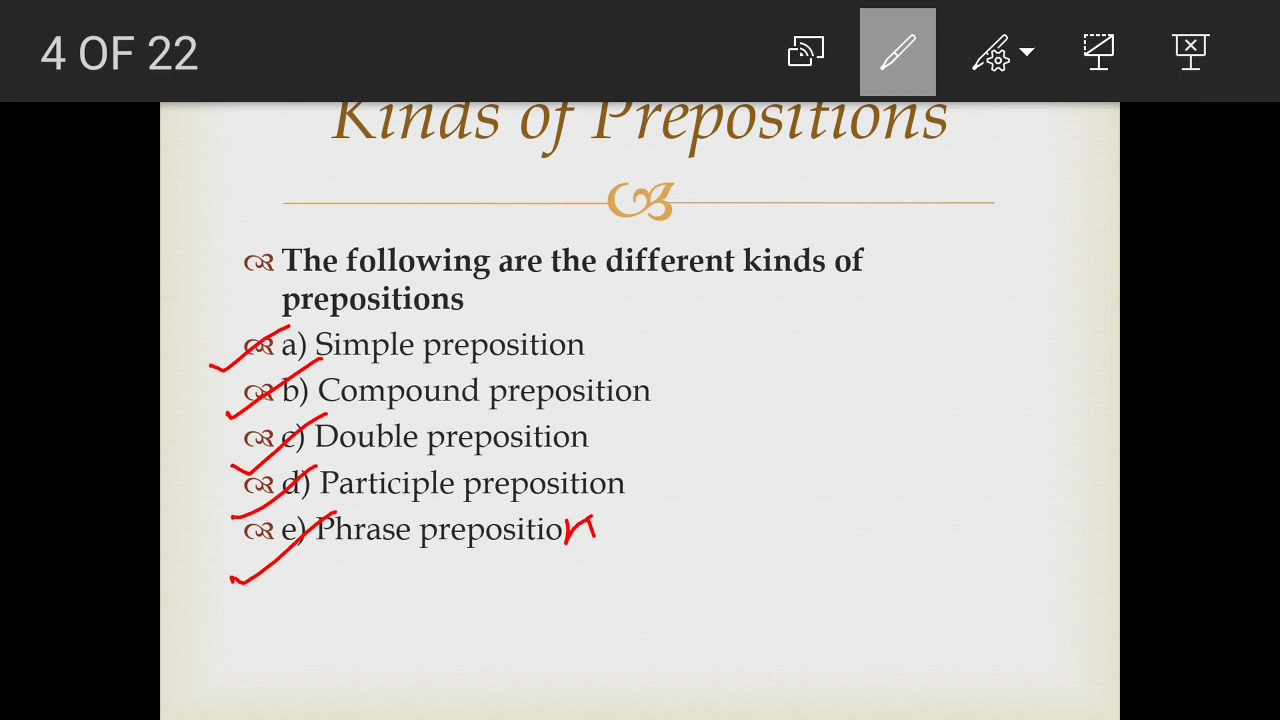 4 OF 22
Kinds of Prepositions
The following are the different kinds of
prepositions
a) Simple preposition
b) Compound preposition
c) Double preposition
d) Participle preposition
e) Phrase preposition